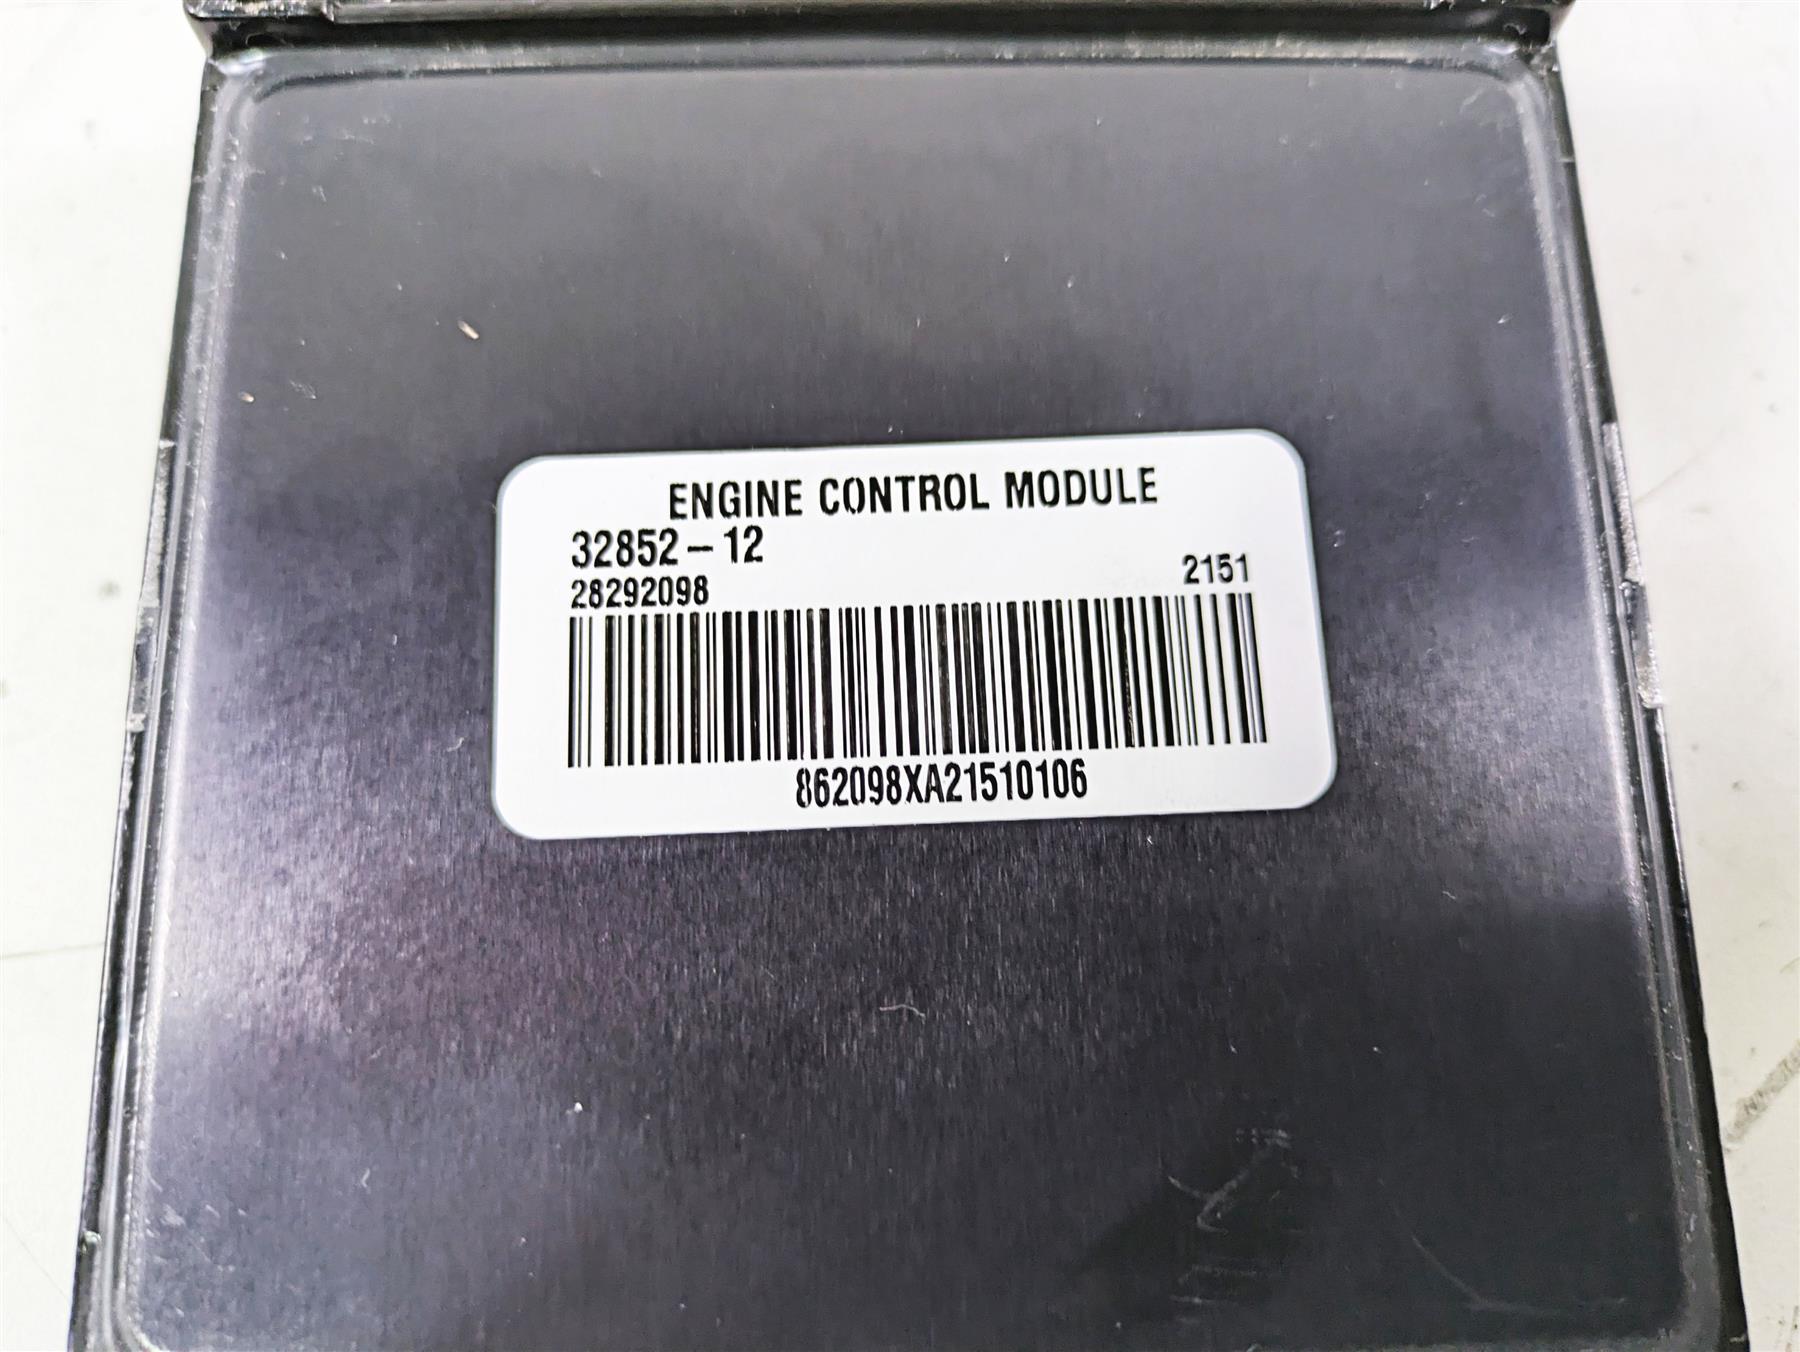 ENGINE CONTROL MODULE
32852-12
28292098 2151
862098XA21510106